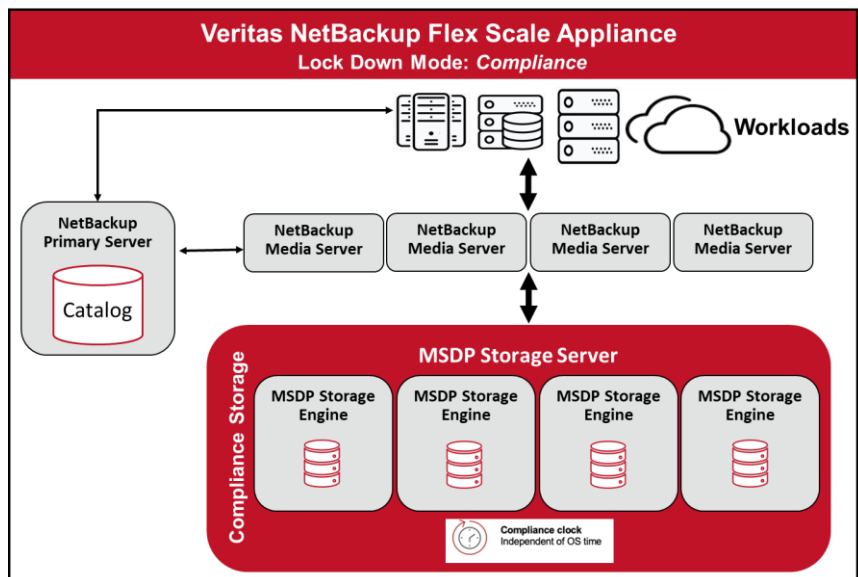 Veritas NetBackup Flex Scale Appliance
Lock Down Mode: Compliance
Workloads
NetBackup
Primary Server
Catalog
NetBackup
Media Server
NetBackup
Media Server
NetBackup
Media Server
NetBackup
Media Server
Compliance Storage
MSDP Storage Server
MSDP Storage
Engine
MSDP Storage
Engine
MSDP Storage
Engine
MSDP Storage
Engine
Compliance clock
Independent of OS time